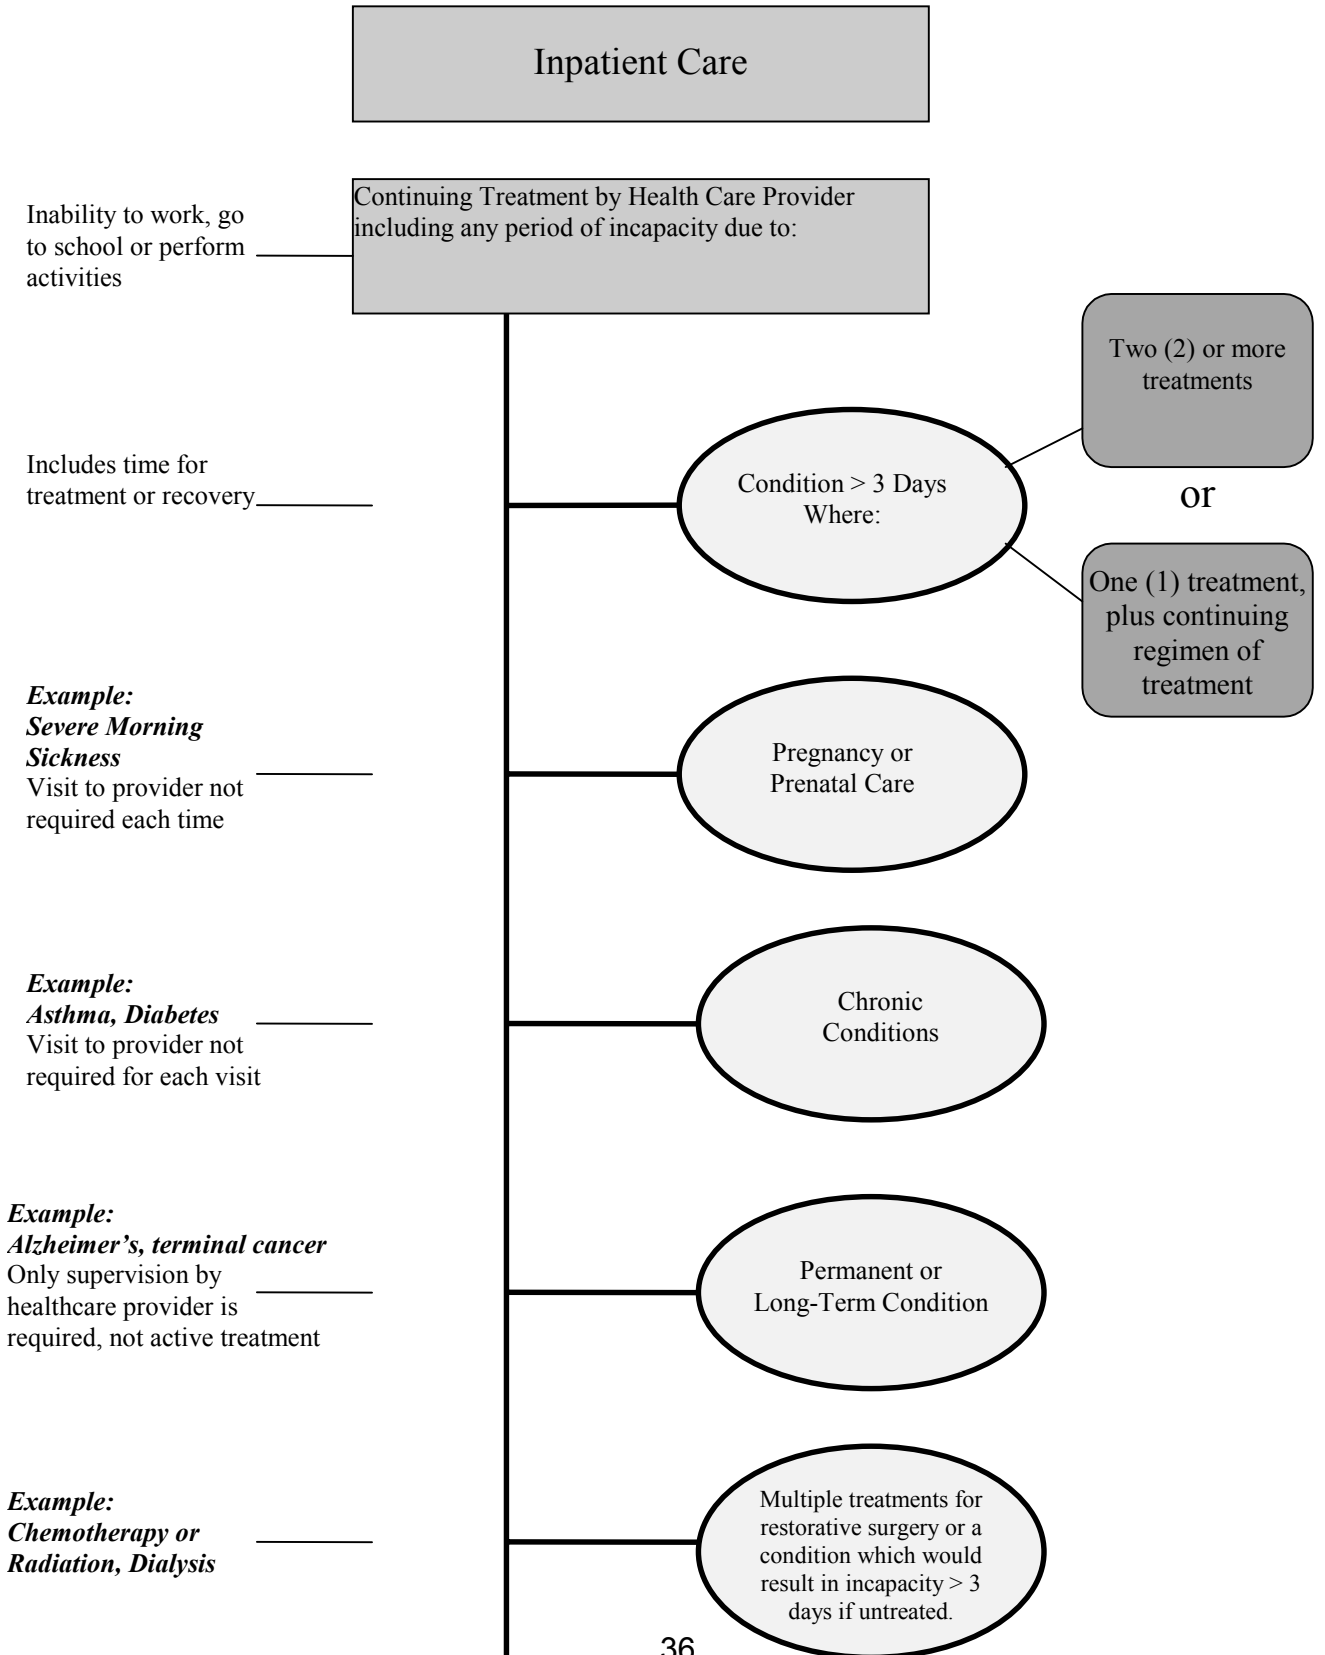 Inpatient Care
Inability to work, go
to school or perform
activities
Continuing Treatment by Health Care Provider
including any period of incapacity due to:
Includes time for
treatment or recovery
Condition > 3 Days
Where:
Two (2) or more
treatments
or
One (1) treatment,
plus continuing
regimen of
treatment
Example:
Severe Morning
Sickness
Visit to provider not
required each time
Pregnancy or
Prenatal Care
Example:
Asthma, Diabetes
Visit to provider not
required for each visit
Chronic
Conditions
Example:
Alzheimer’s, terminal cancer
Only supervision by
healthcare provider is
required, not active treatment
Permanent or
Long-Term Condition
Example:
Chemotherapy or
Radiation, Dialysis
Multiple treatments for
restorative surgery or a
condition which would
result in incapacity > 3
days if untreated.
36